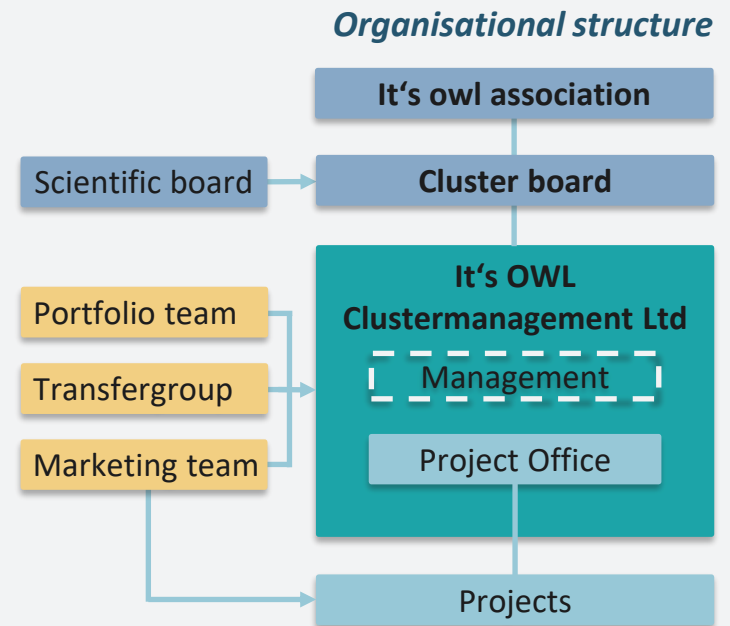 Organisational structure
It‘s owl association
Scientific board
Cluster board
It‘s OWL
Clustermanagement Ltd
Portfolio team
Management
Transfergroup
Marketing team
Project Office
Projects